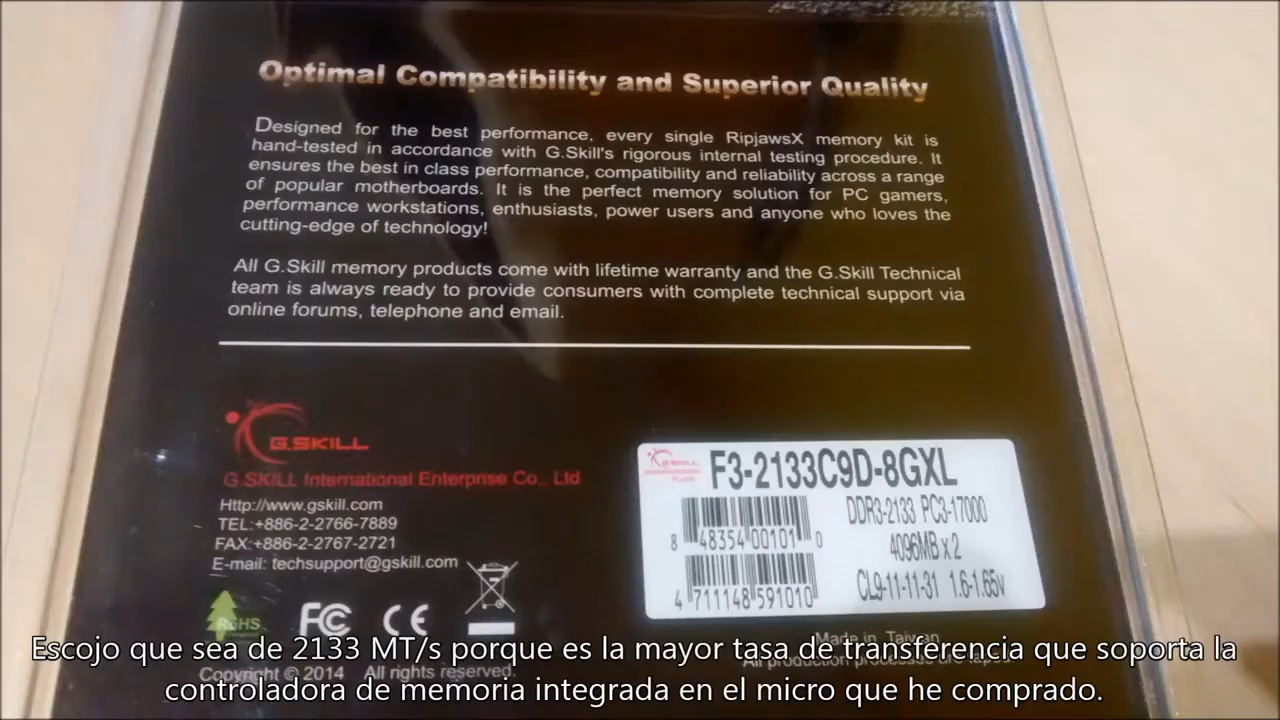 Optimal Compatibility and Superior Quality
Designed for the best performance, every single RipjawsX memory kit is
hand-tested in accordance with G.Skill's rigorous internal testing procedure. It
ensures the best in class performance, compatibility and reliability across a range
of popular motherboards. It is the perfect memory solution for PC gamers,
performance workstations, enthusiasts, power users and anyone who loves the
cutting-edge of technology!
All G.Skill memory products come with lifetime warranty and the G.Skill Technical
team is always ready to provide consumers with complete technical support via
online forums, telephone and email.
G.SKILL
G.SKILL International Enterprise Co., Ltd
Http://www.gskill.com
TEL:+886-2-2766-7889
FAX:+886-2-2767-2721
E-mail: techsupport@gskill.com
RoHS
FC CE
G.SKILL
F3-2133C9D-8GXL
DDR3-2133 PC3-17000
8 48354 00101 0
4096MB x 2
4 711148 591010
CL9-11-11-31 1.6-1.65v
Made in Taiwan
Copyright © 2014 All rights reserved.
All production processes are
Escojo que sea de 2133 MT/s porque es la mayor tasa de transferencia que soporta la
controladora de memoria integrada en el micro que he comprado.